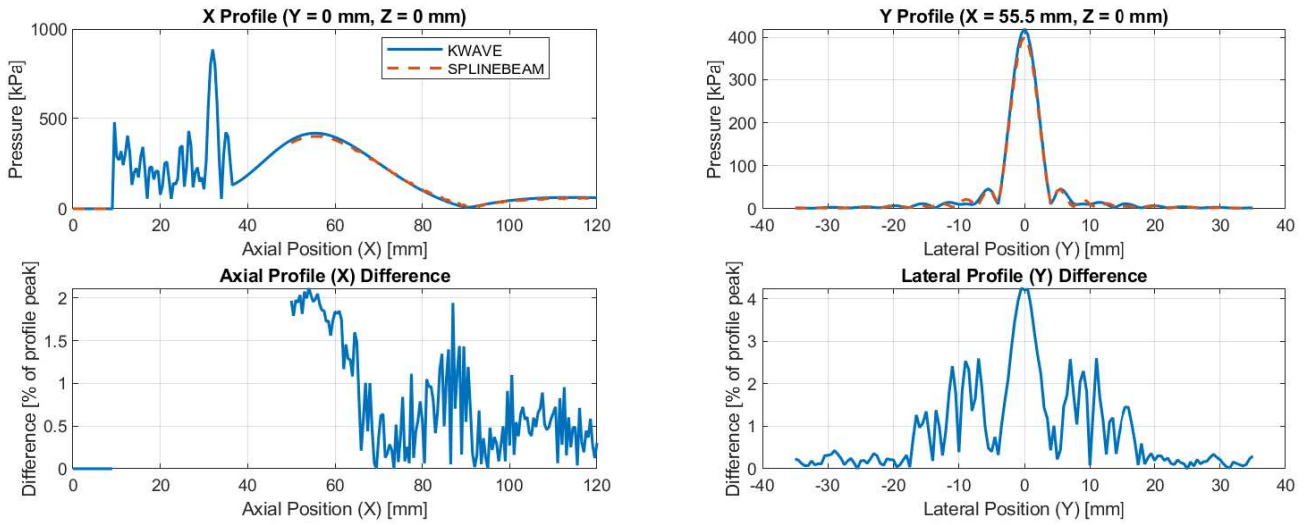 X Profile (Y = 0 mm, Z = 0 mm)
1000
500
0
Pressure [kPa]
KWAVE
SPLINEBEAM
0 20 40 60 80 100 120
Axial Position (X) [mm]
Y Profile (X = 55.5 mm, Z = 0 mm)
400
300
200
100
0
Pressure [kPa]
-40 -30 -20 -10 0 10 20 30 40
Lateral Position (Y) [mm]
Axial Profile (X) Difference
2
1.5
1
0.5
0
Difference [% of profile peak]
0 20 40 60 80 100 120
Axial Position (X) [mm]
Lateral Profile (Y) Difference
4
3
2
1
0
Difference [% of profile peak]
-40 -30 -20 -10 0 10 20 30 40
Lateral Position (Y) [mm]